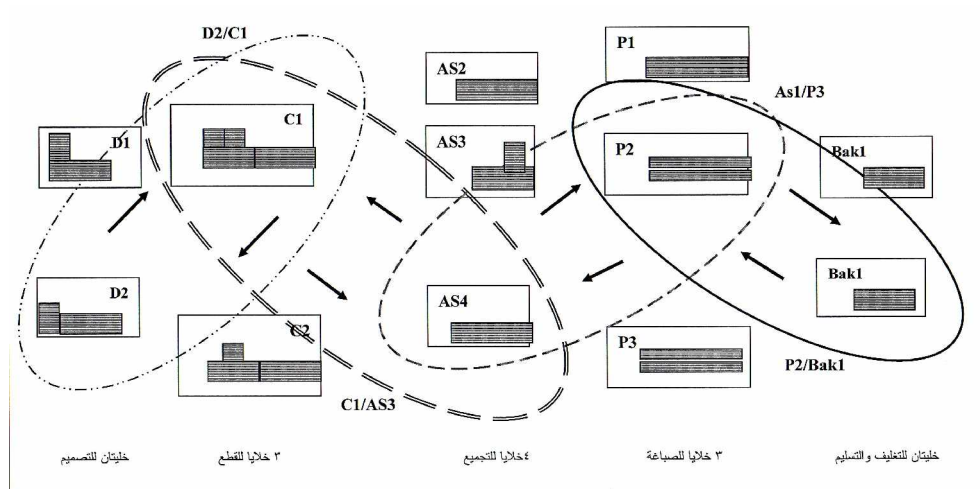 D2/C1
P1
AS2
As1/P3
C1
D1
AS3
P2
Bak1
D2
AS4
Bak1
C2
P3
P2/Bak1
C1/AS3
خليتان للتصميم
٣ خلايا للقطع
٤خلايا للتجميع
٣ خلايا للصباغة
خليتان للتغليف والتسليم